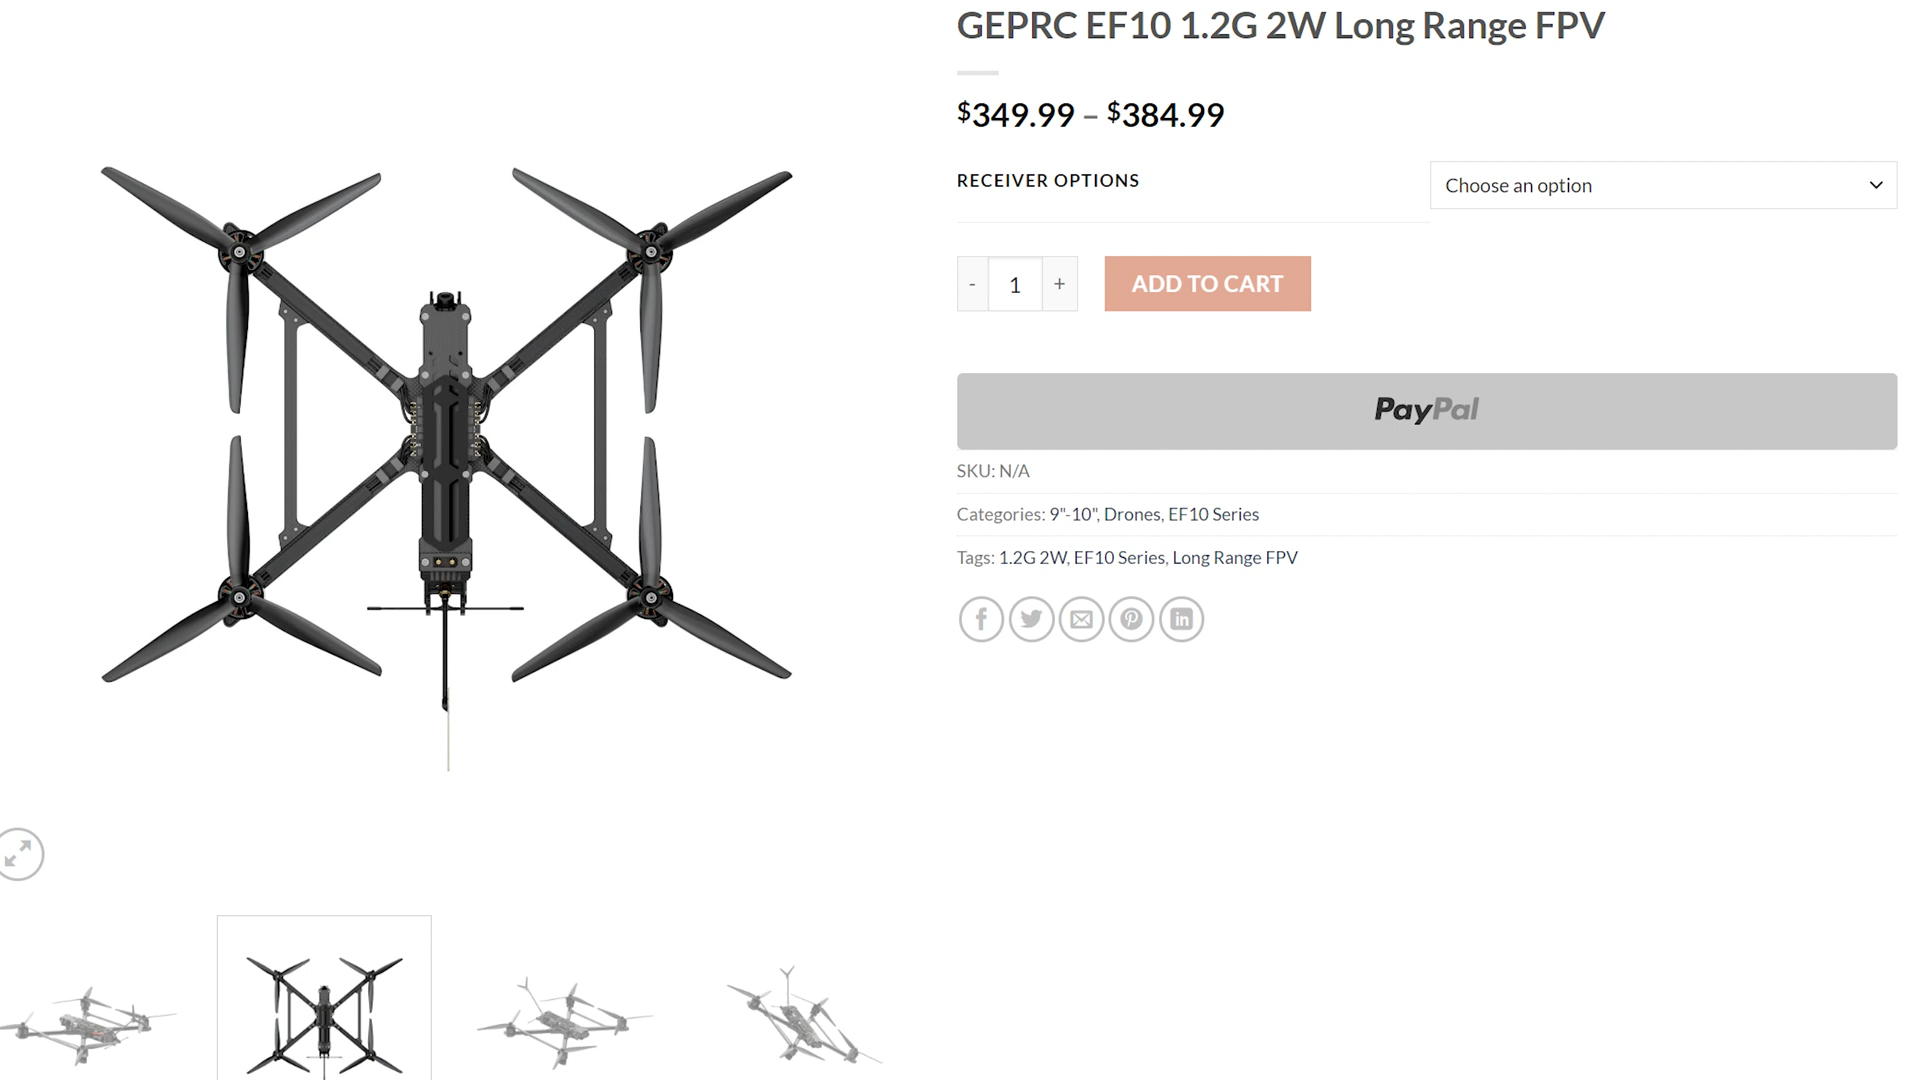 GEPRC EF10 1.2G 2W Long Range FPV
$349.99 – $384.99
RECEIVER OPTIONS
Choose an option
- 1 +
ADD TO CART
PayPal
SKU: N/A
Categories: 9"-10", Drones, EF10 Series
Tags: 1.2G 2W, EF10 Series, Long Range FPV